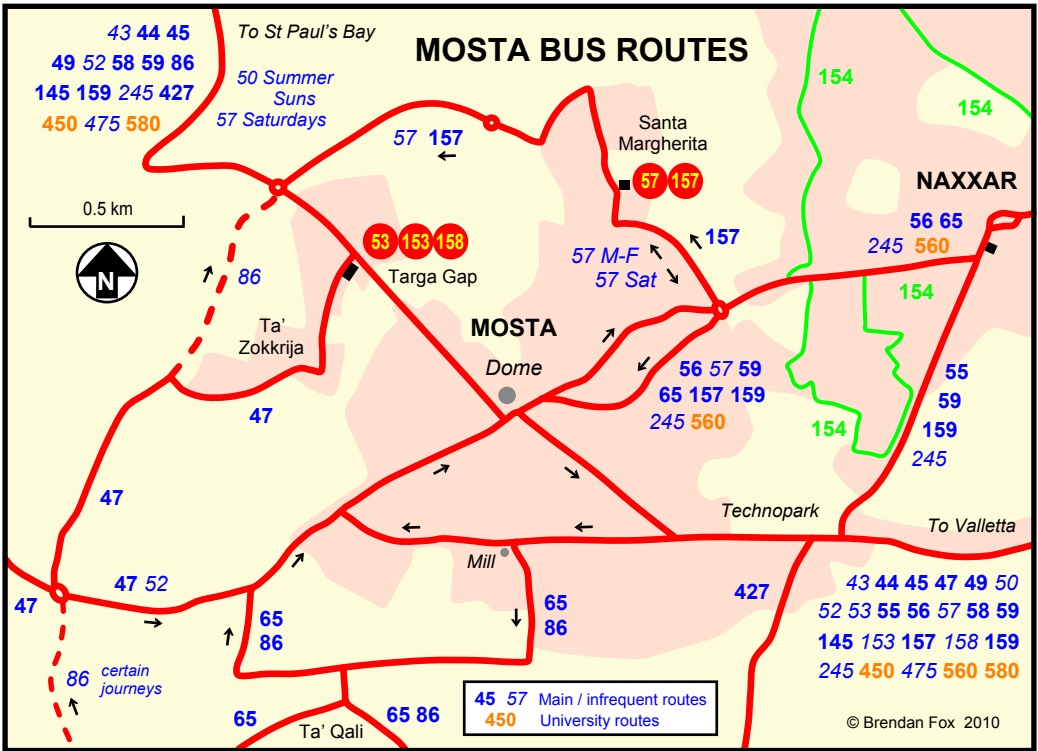 MOSTA BUS ROUTES
43 44 45
49 52 58 59 86
145 159 245 427
450 475 580
To St Paul's Bay
50 Summer
Suns
57 Saturdays
57 157
154
154
Santa
Margherita
57 157
NAXXAR
56 65
245 560
0.5 km
N
86
53 153 158
Targa Gap
57 M-F
57 Sat
157
154
Ta'
Zokkrija
MOSTA
Dome
47
56 57 59
65 157 159
245 560
154
55
59
159
245
47
Technopark
To Valletta
Mill
47
47 52
65
86
65
86
427
43 44 45 47 49 50
52 53 55 56 57 58 59
145 153 157 158 159
245 450 475 560 580
86 certain
journeys
65
Ta' Qali
65 86
45 57 Main / infrequent routes
450 University routes
© Brendan Fox 2010